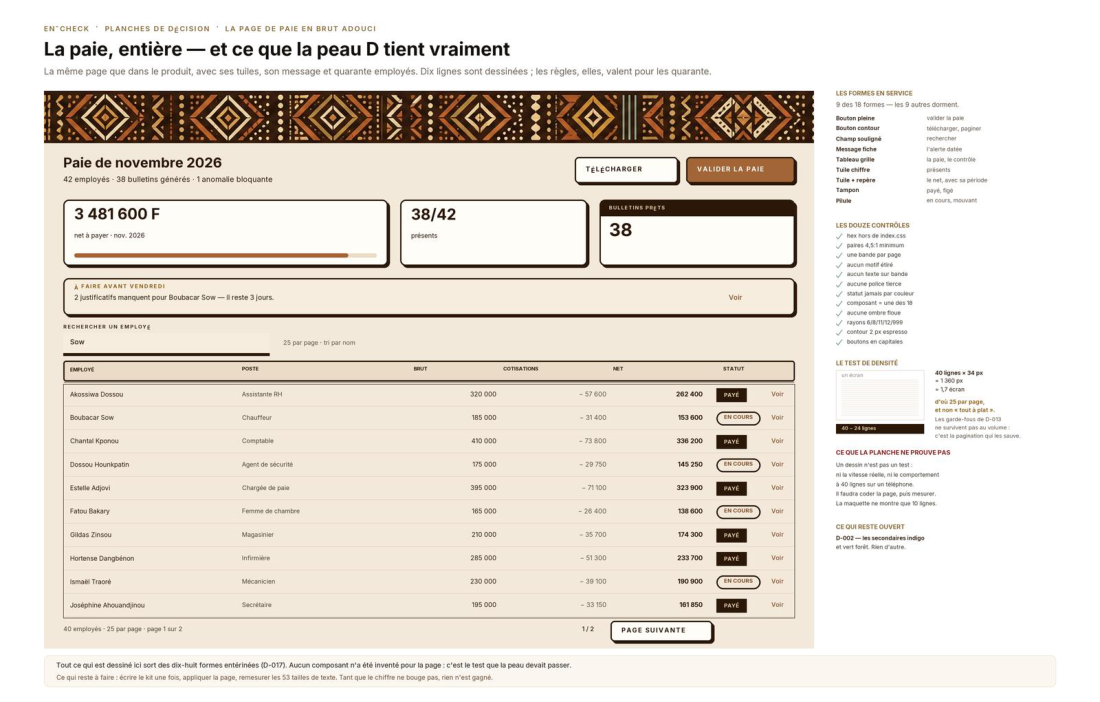 EN˜CHECK ˙ PLANCHES DE DéCISION ˙ LA PAGE DE PAIE EN BRUT ADOUCI
La paie, entière — et ce que la peau D tient vraiment
La même page que dans le produit, avec ses tuiles, son message et quarante employés. Dix lignes sont dessinées ; les règles, elles, valent pour les quarante.
Paie de novembre 2026
42 employés · 38 bulletins générés · 1 anomalie bloquante
TéLéCHARGER
VALIDER LA PAIE
3 481 600 F
net à payer · nov. 2026
38/42
présents
BULLETINS PRêTS
38
à FAIRE AVANT VENDREDI
2 justificatifs manquent pour Boubacar Sow — il reste 3 jours.
Voir
RECHERCHER UN EMPLOYé
Sow
25 par page · tri par nom
EMPLOYÉ POSTE BRUT COTISATIONS NET STATUT
Akossiwa Dossou Assistante RH 320 000 − 57 600 262 400 PAYÉ Voir
Boubacar Sow Chauffeur 185 000 − 31 400 153 600 EN COURS Voir
Chantal Kponou Comptable 410 000 − 73 800 336 200 PAYÉ Voir
Dossou Hounkpatin Agent de sécurité 175 000 − 29 750 145 250 EN COURS Voir
Estelle Adjovi Chargée de paie 395 000 − 71 100 323 900 PAYÉ Voir
Fatou Bakary Femme de chambre 165 000 − 26 400 138 600 EN COURS Voir
Gildas Zinsou Magasinier 210 000 − 35 700 174 300 PAYÉ Voir
Hortense Dangbénon Infirmière 285 000 − 51 300 233 700 PAYÉ Voir
Ismaël Traoré Mécanicien 230 000 − 39 100 190 900 EN COURS Voir
Joséphine Ahouandjinou Secrétaire 195 000 − 33 150 161 850 PAYÉ Voir
40 employés · 25 par page · page 1 sur 2
1 / 2
PAGE SUIVANTE
LES FORMES EN SERVICE
9 des 18 formes — les 9 autres dorment.
Bouton pleine valider la paie
Bouton contour télécharger, paginer
Champ souligné rechercher
Message fiche l'alerte datée
Tableau grille la paie, le contrôle
Tuile chiffre présents
Tuile + repère le net, avec sa période
Tampon payé, figé
Pilule en cours, mouvant
LES DOUZE CONTRÔLES
hex hors de index.css
paires 4,5:1 minimum
une bande par page
aucun motif étiré
aucun texte sur bande
aucune police tierce
statut jamais par couleur
composant = une des 18
aucune ombre floue
rayons 6/8/11/12/999
contour 2 px espresso
boutons en capitales
LE TEST DE DENSITÉ
un écran
40 − 24 lignes
40 lignes × 34 px
= 1 360 px
= 1,7 écran
d'où 25 par page,
et non « tout à plat ».
Les garde-fous de D-013
ne survivent pas au volume :
c'est la pagination qui les sauve.
CE QUE LA PLANCHE NE PROUVE PAS
Un dessin n'est pas un test :
ni la vitesse réelle, ni le comportement
à 40 lignes sur un téléphone.
Il faudra coder la page, puis mesurer.
La maquette ne montre que 10 lignes.
CE QUI RESTE OUVERT
D-002 — les secondaires indigo
et vert forêt. Rien d'autre.
Tout ce qui est dessiné ici sort des dix-huit formes entérinées (D-017). Aucun composant n'a été inventé pour la page : c'est le test que la peau devait passer.
Ce qui reste à faire : écrire le kit une fois, appliquer la page, remesurer les 53 tailles de texte. Tant que le chiffre ne bouge pas, rien n'est gagné.